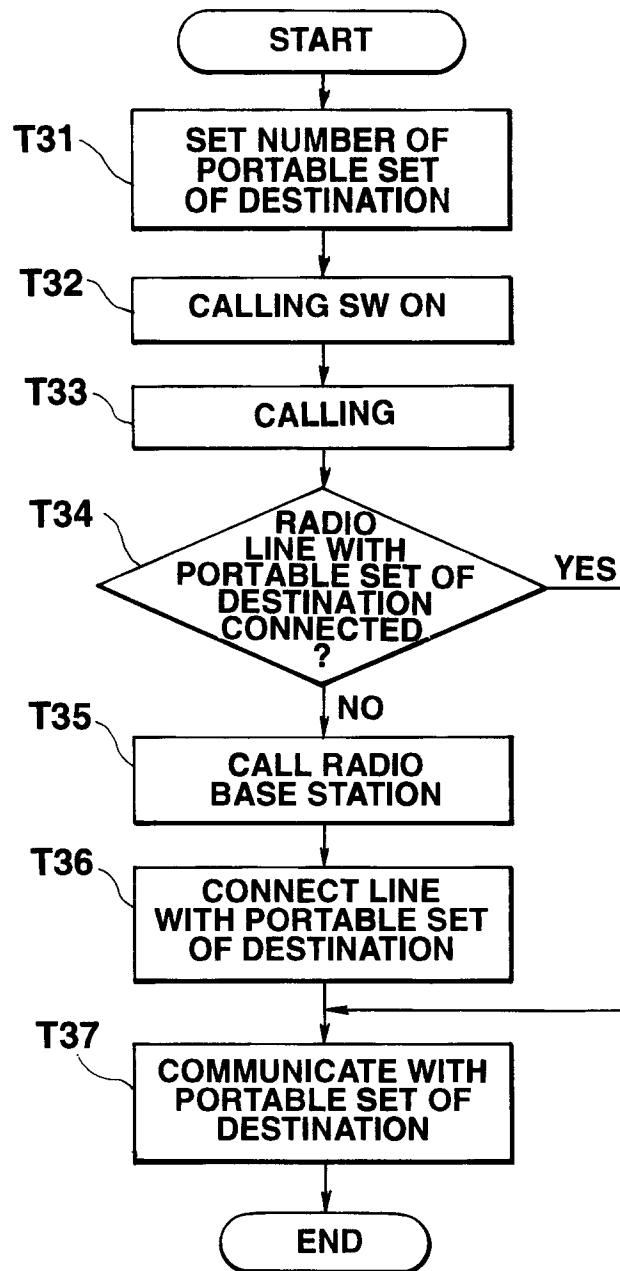 START
T31
SET NUMBER OF
PORTABLE SET
OF DESTINATION
T32
CALLING SW ON
T33
CALLING
T34
RADIO
LINE WITH
PORTABLE SET OF
DESTINATION
CONNECTED
?
YES
NO
T35
CALL RADIO
BASE STATION
T36
CONNECT LINE
WITH PORTABLE SET
OF DESTINATION
T37
COMMUNICATE WITH
PORTABLE SET OF
DESTINATION
END